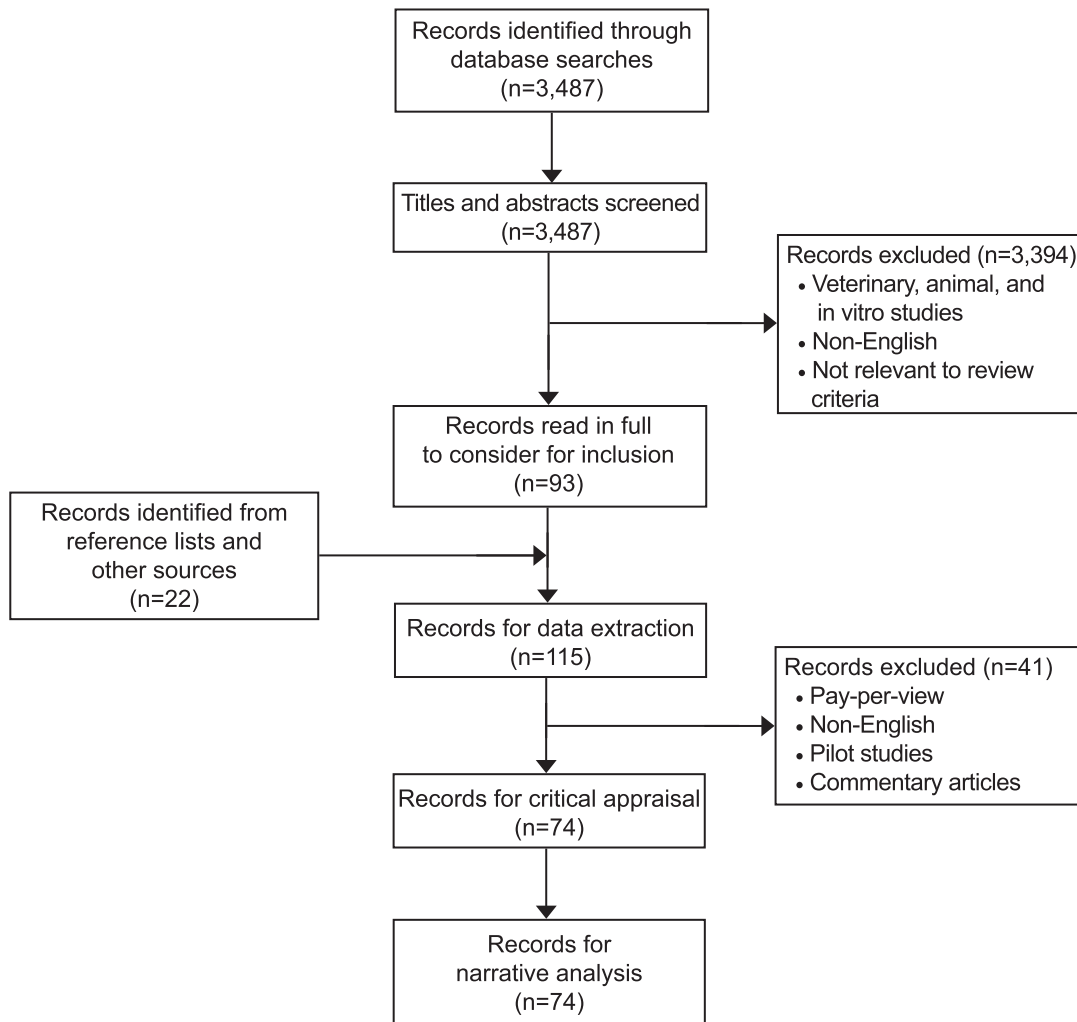 Records identified through
database searches
(n=3,487)
Titles and abstracts screened
(n=3,487)
Records excluded (n=3,394)
• Veterinary, animal, and
in vitro studies
• Non-English
• Not relevant to review
criteria
Records read in full
to consider for inclusion
(n=93)
Records identified from
reference lists and
other sources
(n=22)
Records for data extraction
(n=115)
Records excluded (n=41)
• Pay-per-view
• Non-English
• Pilot studies
• Commentary articles
Records for critical appraisal
(n=74)
Records for
narrative analysis
(n=74)